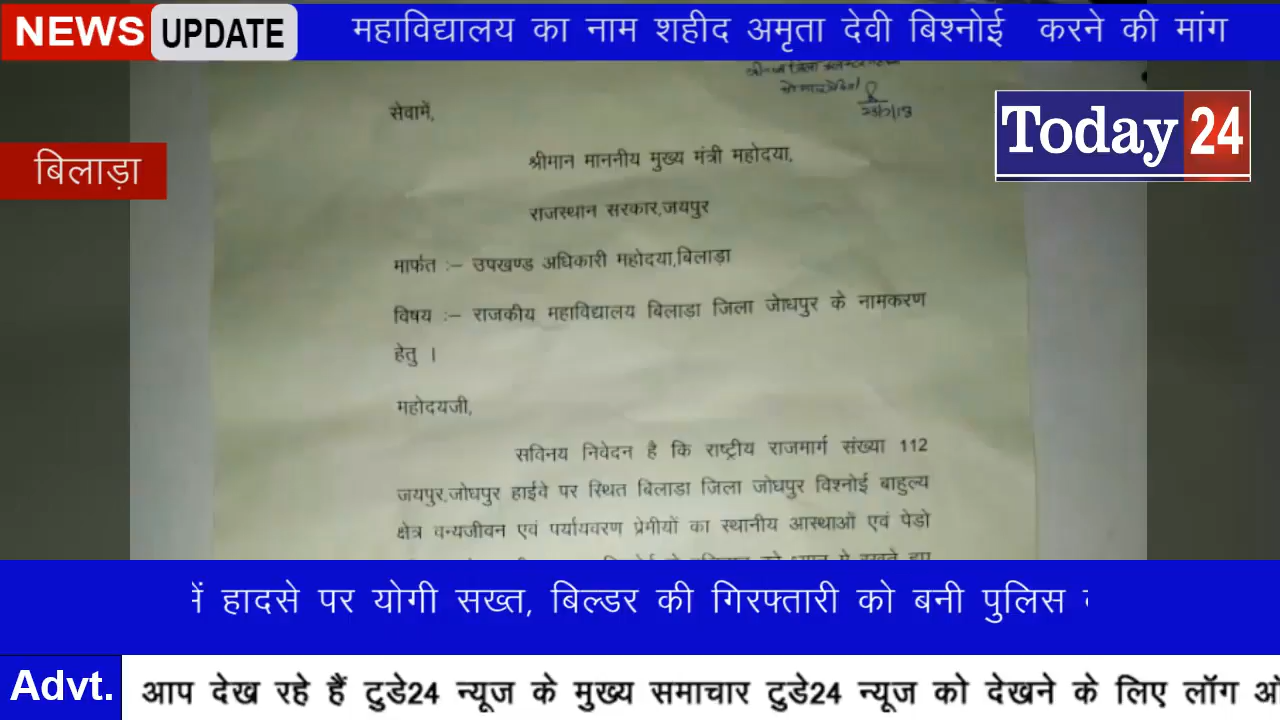 NEWS UPDATE महाविद्यालय का नाम शहीद अमृता देवी बिश्नोई करने की मांग
23/7/18
Today 24
बिलाड़ा
सेवामें,
श्रीमान माननीय मुख्य मंत्री महोदया,
राजस्थान सरकार,जयपुर
मार्फत :– उपखण्ड अधिकारी महोदया,बिलाड़ा
विषय :– राजकीय महाविद्यालय बिलाडा जिला जोधपुर के नामकरण
हेतु ।
महोदयजी,
सविनय निवेदन है कि राष्ट्रीय राजमार्ग संख्या 112
जयपुर,जोधपुर हाईवे पर स्थित बिलाडा जिला जोधपुर विश्नोई बाहुल्य
क्षेत्र वन्यजीवन एवं पर्यायवरण प्रेमीयों का स्थानीय आस्थाओं एवं पेडो
में हादसे पर योगी सख्त, बिल्डर की गिरफ्तारी को बनी पुलिस
Advt. आप देख रहे हैं टुडे24 न्यूज के मुख्य समाचार टुडे24 न्यूज को देखने के लिए लॉग